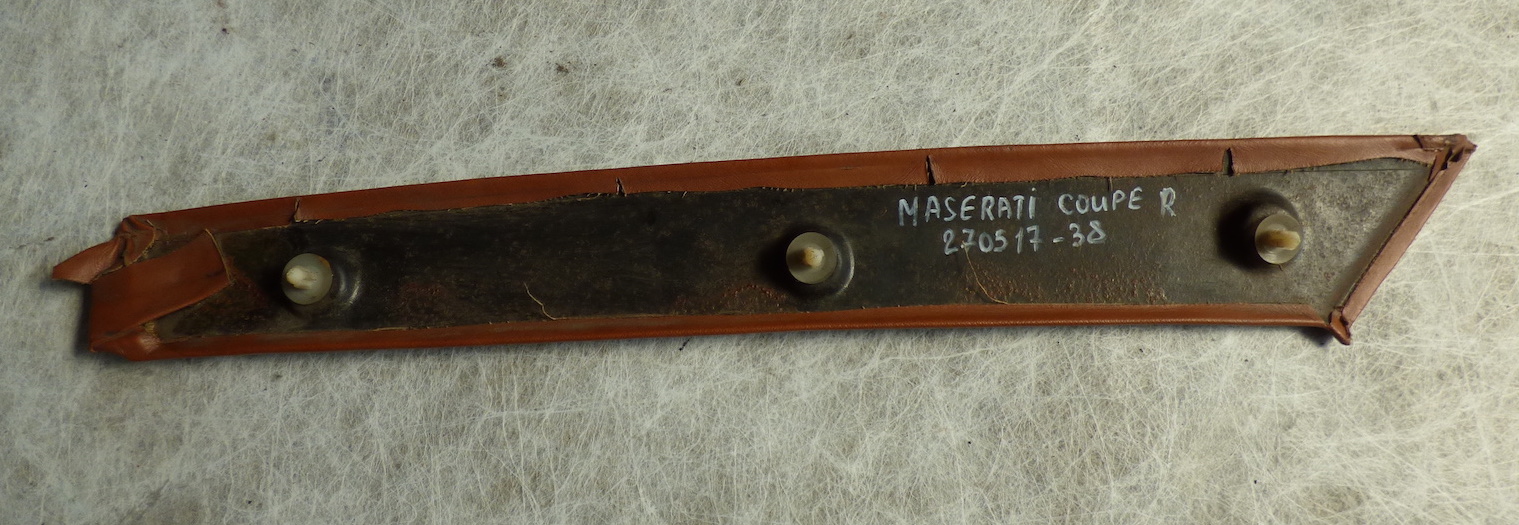 MASERATi COUPE R
270517-38